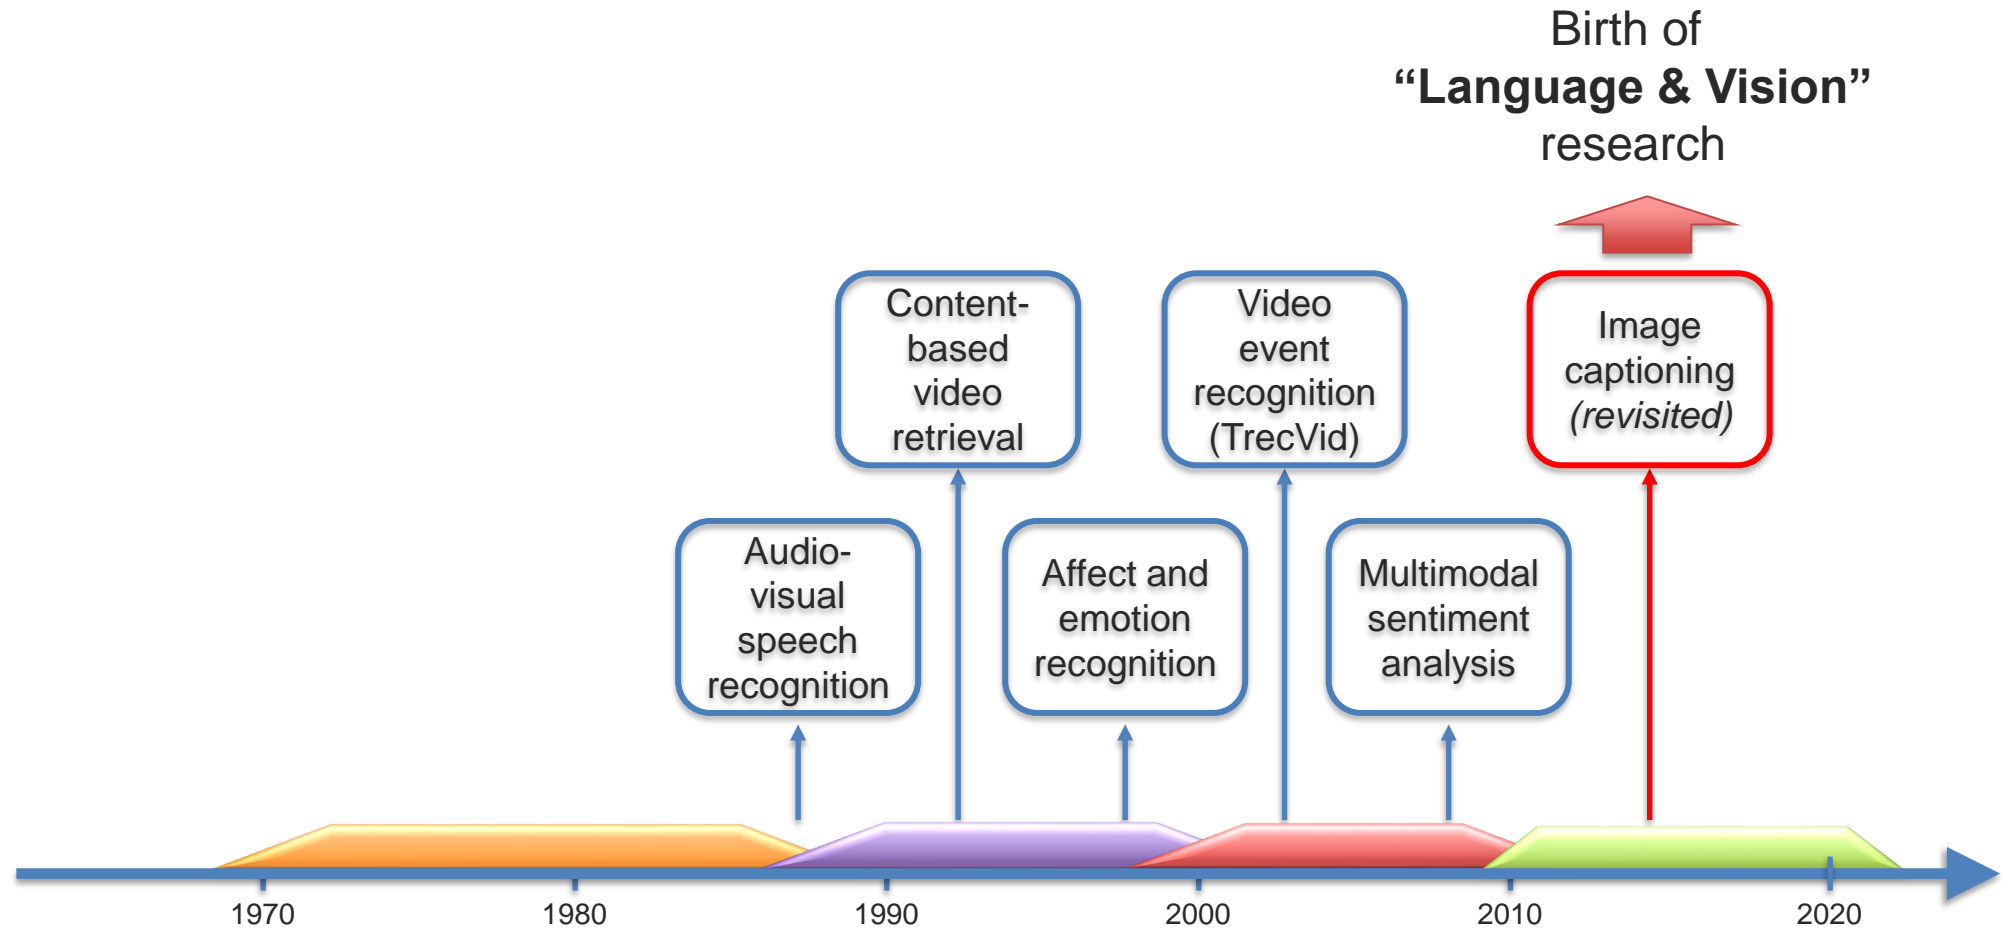 Birth of
“Language & Vision”
research
Content-
based
video
retrieval
Video
event
recognition
(TrecVid)
Image
captioning
(revisited)
Audio-
visual
speech
recognition
Affect and
emotion
recognition
Multimodal
sentiment
analysis
1970
1980
1990
2000
2010
2020